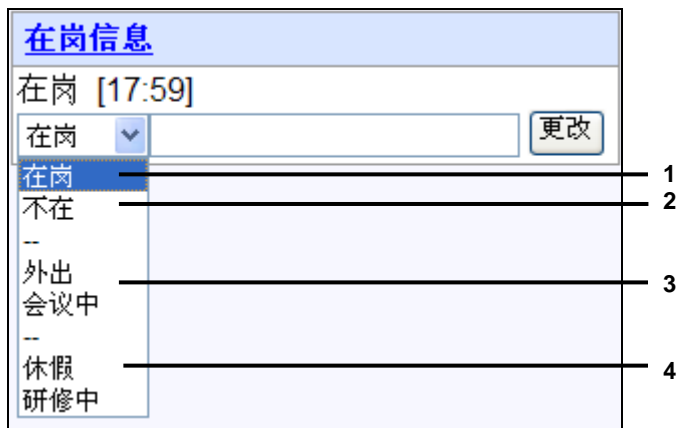 在岗信息
在岗 [17:59]
在岗 更改
在岗 1
不在 2
--
外出 3
会议中
--
休假 4
研修中